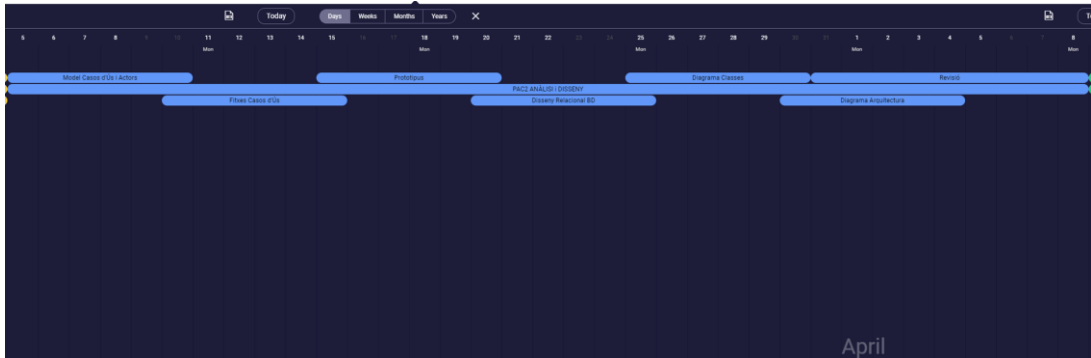 Today Days Weeks Months Years
5 6 7 8 9 10 11 12 13 14 15 16 17 18 19 20 21 22 23 24 25 26 27 28 29 30 31 1 2 3 4 5 6 7 8
Mon Mon Mon Mon Mon
Model Casos d'Ús i Actors Prototipus Diagrama Classes Revisió
PAC2 ANÀLISI i DISSENY
Fitxes Casos d'Ús Disseny Relacional BD Diagrama Arquitectura
April